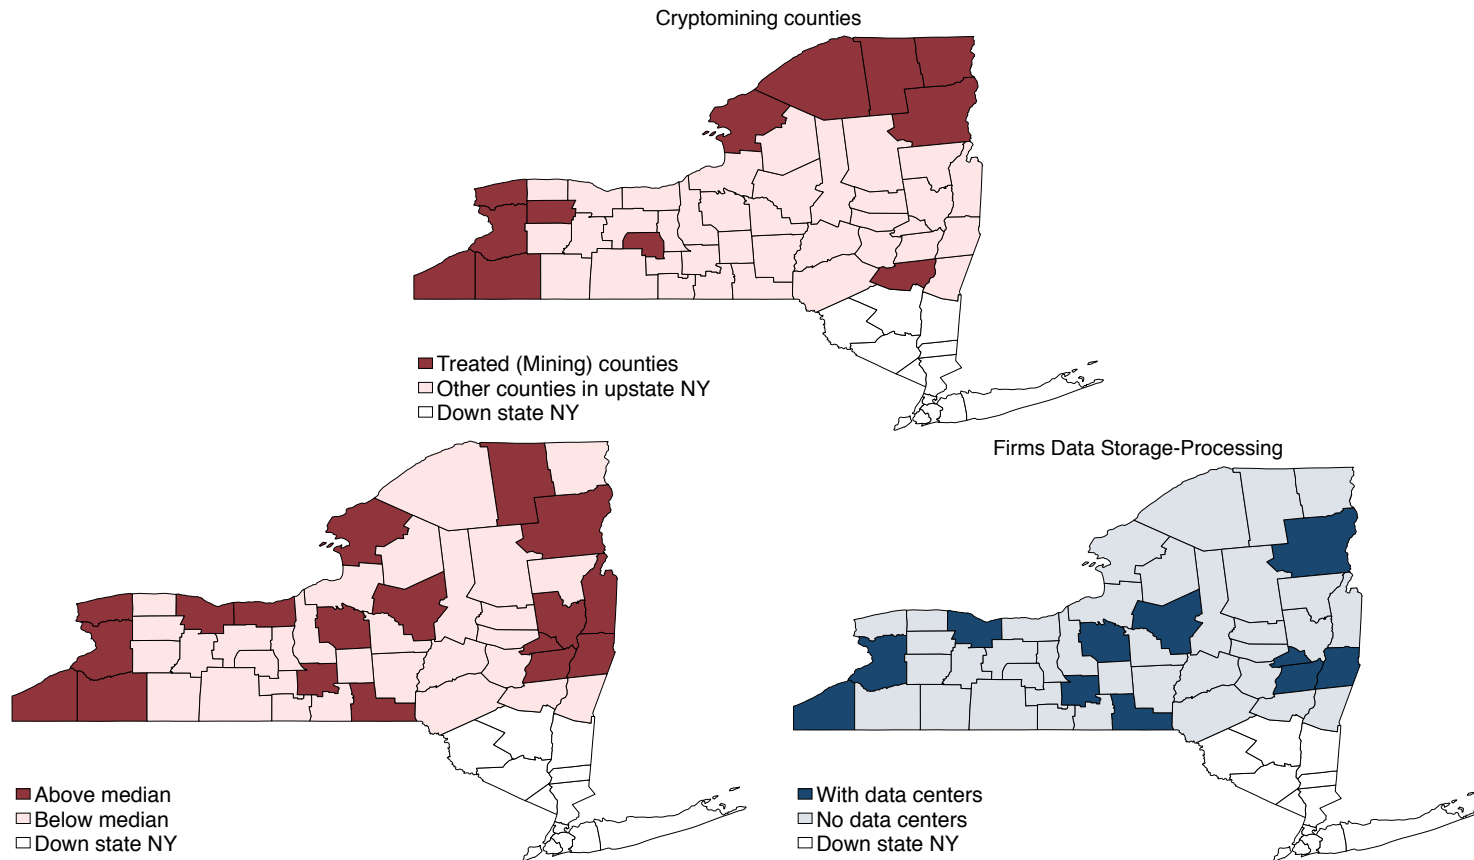 Cryptomining counties
Treated (Mining) counties
Other counties in upstate NY
Down state NY
Firms Data Storage-Processing
Above median
Below median
Down state NY
With data centers
No data centers
Down state NY